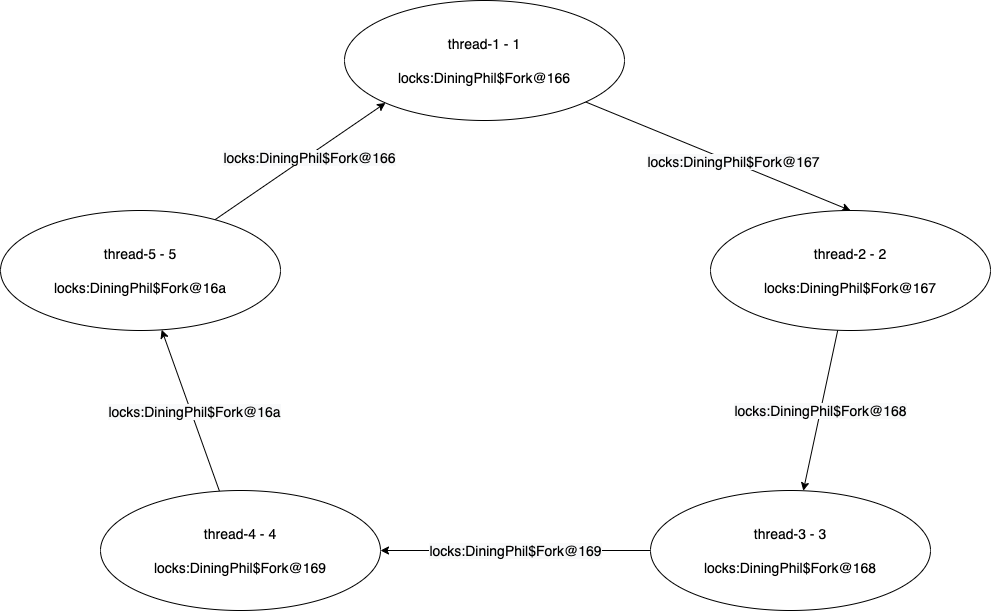 thread-1 - 1
locks:DiningPhil$Fork@166
locks:DiningPhil$Fork@166
locks:DiningPhil$Fork@167
thread-5 - 5
locks:DiningPhil$Fork@16a
thread-2 - 2
locks:DiningPhil$Fork@167
locks:DiningPhil$Fork@16a
locks:DiningPhil$Fork@168
thread-4 - 4
locks:DiningPhil$Fork@169
locks:DiningPhil$Fork@169
thread-3 - 3
locks:DiningPhil$Fork@168